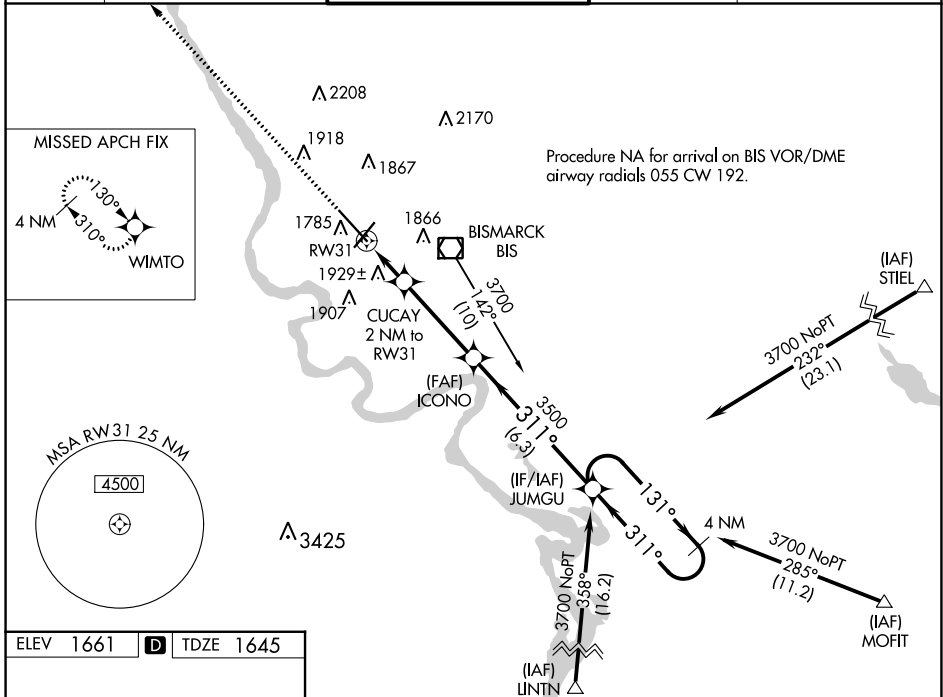 2208
2170
1918
1867
MISSED APCH FIX
130°
4 NM
310°
WIMTO
Procedure NA for arrival on BIS VOR/DME
airway radials 055 CW 192.
1785
1866
BISMARCK
BIS
RW31
1929±
1907
CUCAY
2 NM to
RW31
3700
142°
(10)
(IAF)
STIEL
3700 NoPT
232°
(23.1)
(FAF)
ICONO
3500
311°
(6.3)
MSA RW31 25 NM
4500
(IF/IAF)
JUMGU
131°
311°
4 NM
3425
3700 NoPT
285°
(11.2)
3700 NoPT
358°
(16.2)
(IAF)
MOFIT
(IAF)
LINTN
ELEV 1661 D TDZE 1645